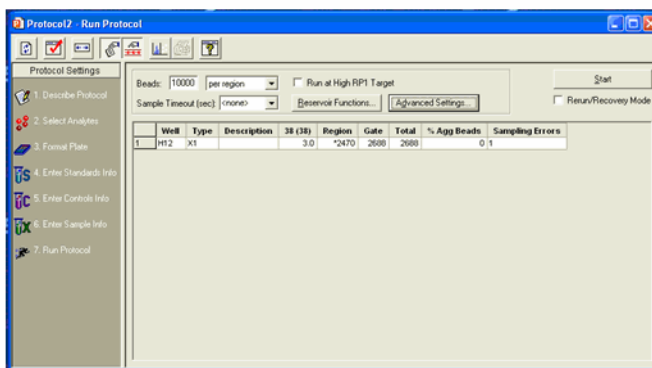 Protocol2 - Run Protocol
Protocol Settings
1. Describe Protocol
2. Select Analytes
3. Format Plate
4. Enter Standards Info
5. Enter Controls Info
6. Enter Sample Info
7. Run Protocol
Beads: 10000 per region Run at High RP1 Target
Sample Timeout (sec): <none> Reservoir Functions... Advanced Settings...
Start
Rerun/Recovery Mode
Well Type Description 38 (38) Region Gate Total % Agg Beads Sampling Errors
1 H12 X1 3.0 *2470 2688 2688 0 1